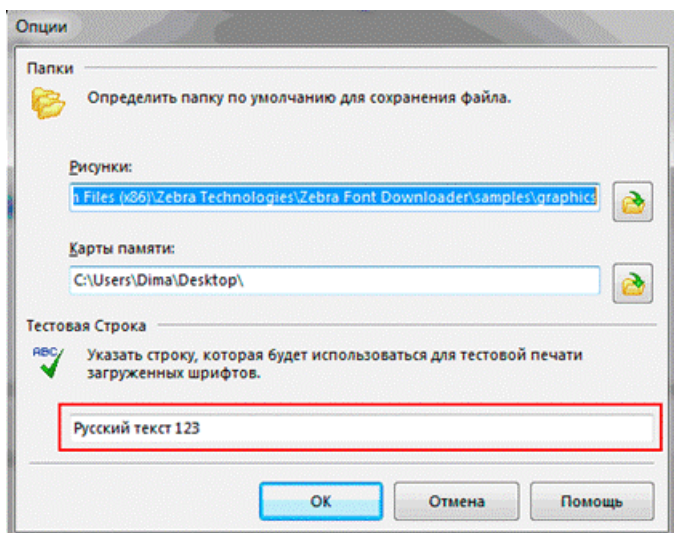 Опции
Папки
Определить папку по умолчанию для сохранения файла.
Рисунки:
Files (x86)\Zebra Technologies\Zebra Font Downloader\samples\graphics
Карты памяти:
C:\Users\Dima\Desktop\
Тестовая Строка
ABC
Указать строку, которая будет использоваться для тестовой печати
загруженных шрифтов.
Русский текст 123
ОК
Отмена
Помощь